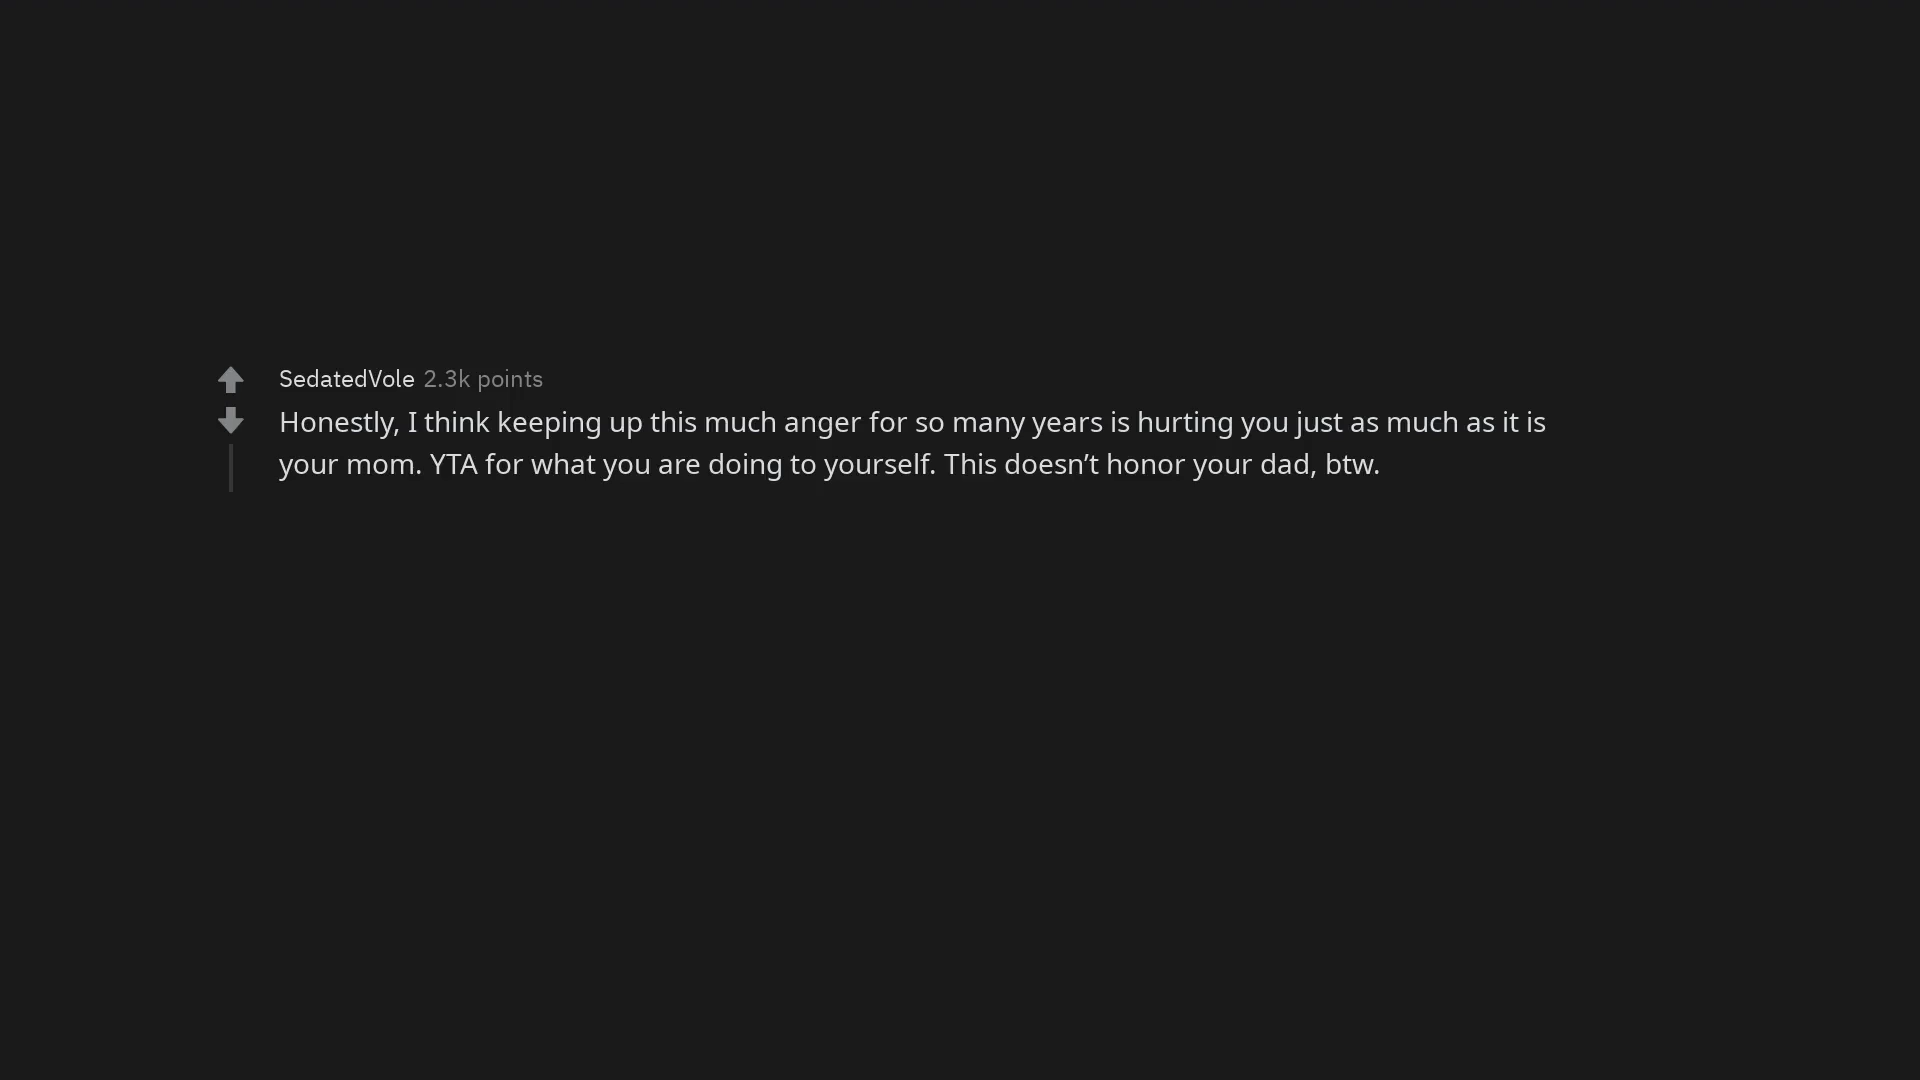 SedatedVole 2.3k points
Honestly, I think keeping up this much anger for so many years is hurting you just as much as it is
your mom. YTA for what you are doing to yourself. This doesn’t honor your dad, btw.